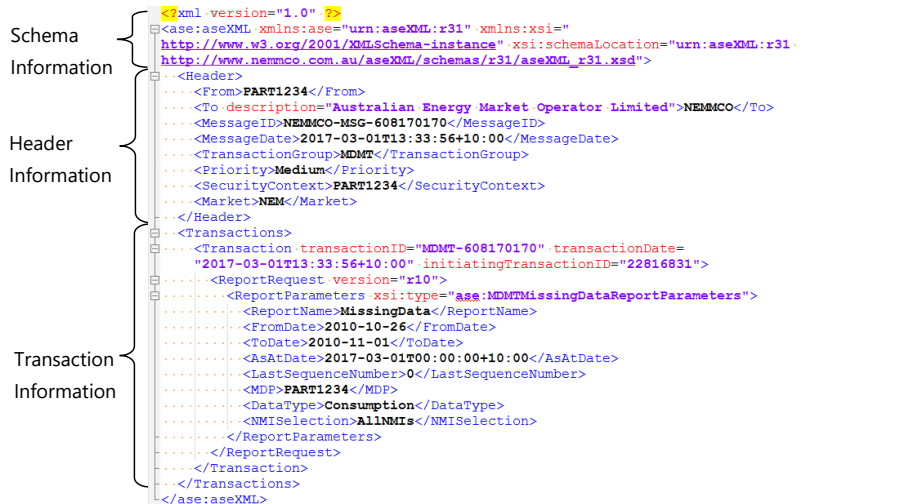 Schema
Information
Header
Information
Transaction
Information
<?xml version="1.0" ?>
<ase:aseXML xmlns:ase="urn:aseXML:r31" xmlns:xsi="
http://www.w3.org/2001/XMLSchema-instance" xsi:schemaLocation="urn:aseXML:r31
http://www.nemmco.com.au/aseXML/schemas/r31/aseXML_r31.xsd">
<Header>
<From>PART1234</From>
<To description="Australian Energy Market Operator Limited">NEMMCO</To>
<MessageID>NEMMCO-MSG-608170170</MessageID>
<MessageDate>2017-03-01T13:33:56+10:00</MessageDate>
<TransactionGroup>MDMT</TransactionGroup>
<Priority>Medium</Priority>
<SecurityContext>PART1234</SecurityContext>
<Market>NEM</Market>
</Header>
<Transactions>
<Transaction transactionID="MDMT-608170170" transactionDate=
"2017-03-01T13:33:56+10:00" initiatingTransactionID="22816831">
<ReportRequest version="r10">
<ReportParameters xsi:type="ase:MDMTMissingDataReportParameters">
<ReportName>MissingData</ReportName>
<FromDate>2010-10-26</FromDate>
<ToDate>2010-11-01</ToDate>
<AsAtDate>2017-03-01T00:00:00+10:00</AsAtDate>
<LastSequenceNumber>0</LastSequenceNumber>
<MDP>PART1234</MDP>
<DataType>Consumption</DataType>
<NMISelection>AllNMIs</NMISelection>
</ReportParameters>
</ReportRequest>
</Transaction>
</Transactions>
</ase:aseXML>